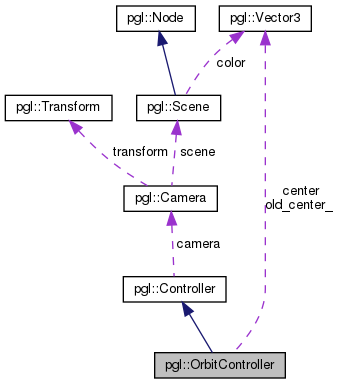 pgl::Node
pgl::Vector3
color
pgl::Transform
pgl::Scene
transform
scene
pgl::Camera
center
old_center_
camera
pgl::Controller
pgl::OrbitController